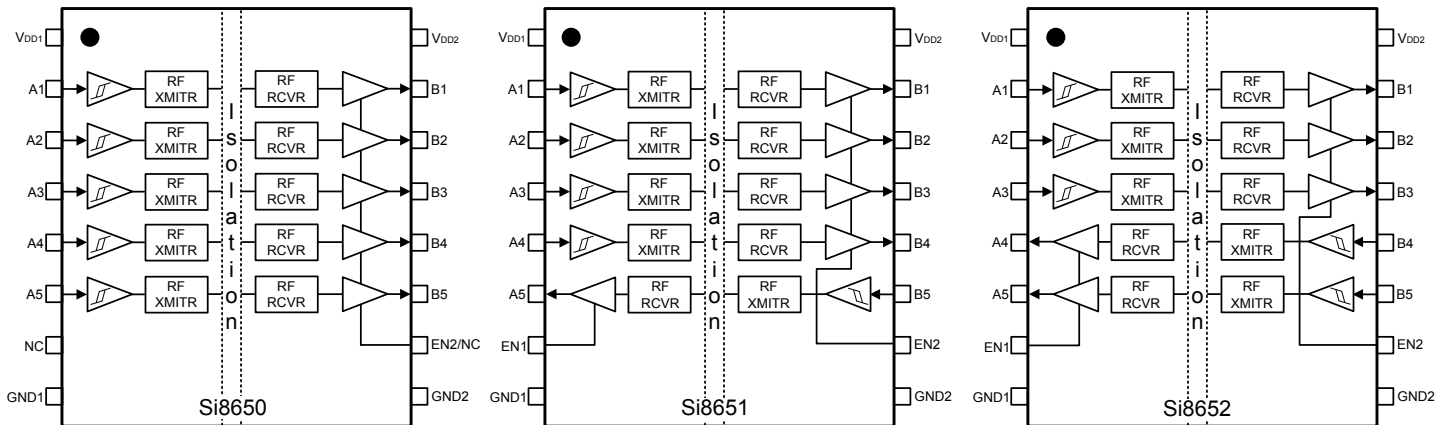 VDD1
VDD2
A1
RF XMITR
RF RCVR
B1
A2
RF XMITR
RF RCVR
B2
A3
RF XMITR
RF RCVR
B3
A4
RF XMITR
RF RCVR
B4
A5
RF XMITR
RF RCVR
B5
Isolation
NC
EN2/NC
GND1
GND2
Si8650
VDD1
VDD2
A1
RF XMITR
RF RCVR
B1
A2
RF XMITR
RF RCVR
B2
A3
RF XMITR
RF RCVR
B3
A4
RF XMITR
RF RCVR
B4
A5
RF RCVR
RF XMITR
B5
Isolation
EN1
EN2
GND1
GND2
Si8651
VDD1
VDD2
A1
RF XMITR
RF RCVR
B1
A2
RF XMITR
RF RCVR
B2
A3
RF XMITR
RF RCVR
B3
A4
RF RCVR
RF XMITR
B4
A5
RF RCVR
RF XMITR
B5
Isolation
EN1
EN2
GND1
GND2
Si8652